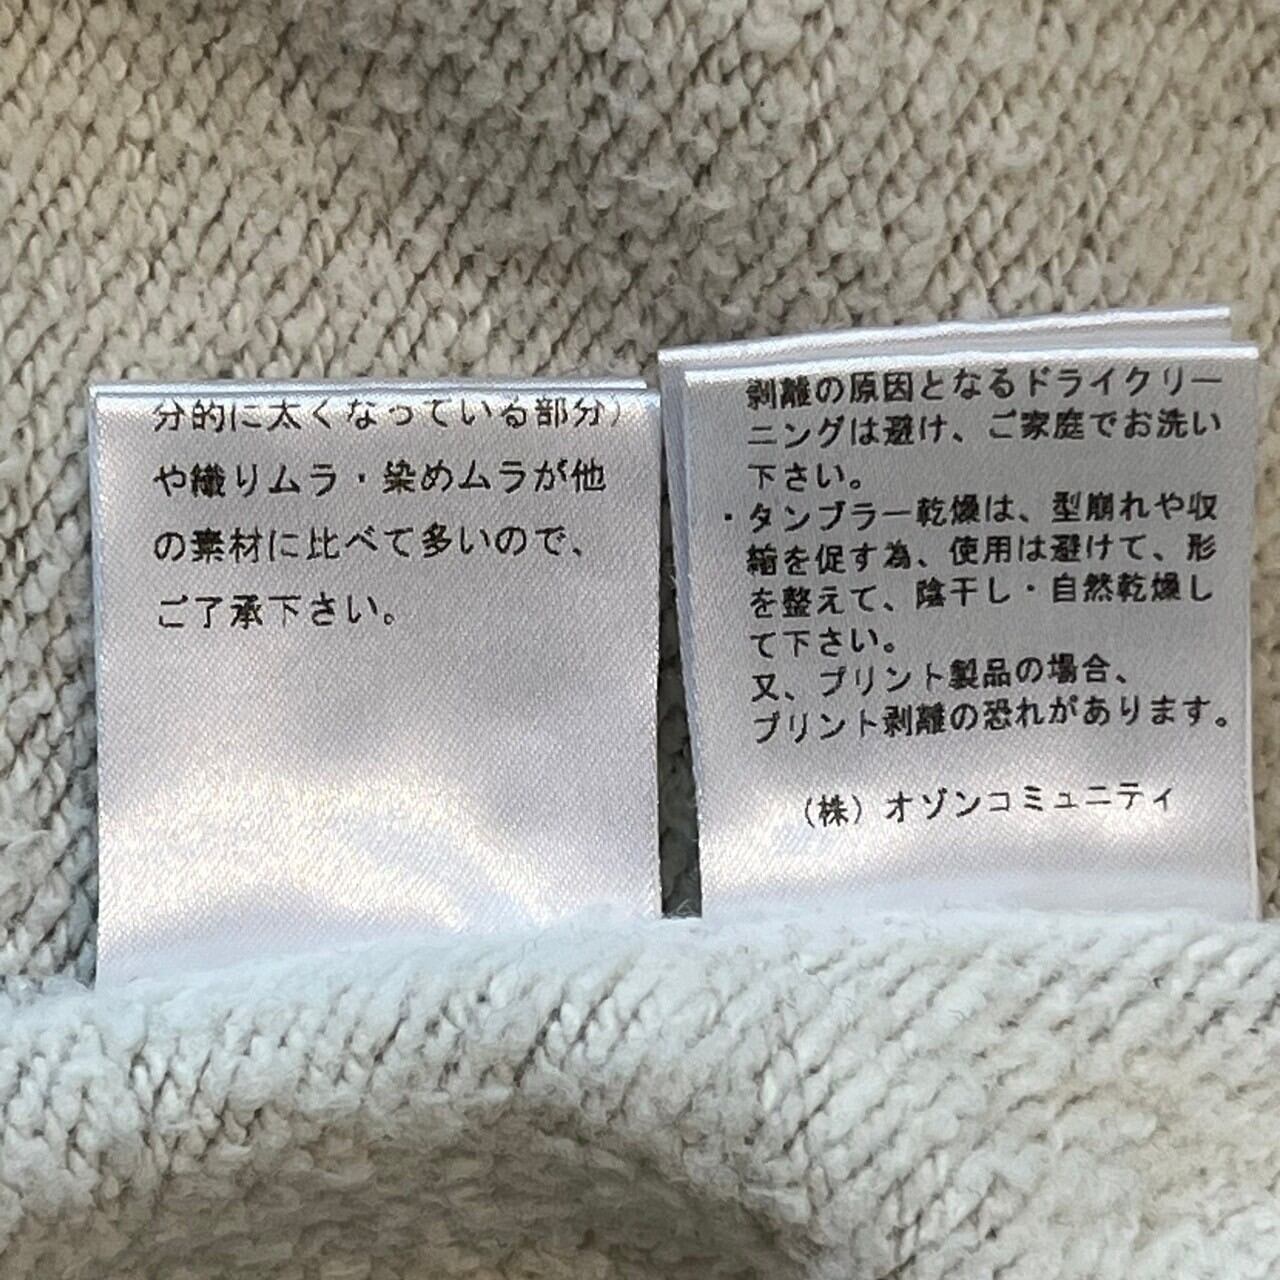 分的に太くなっている部分）
や織りムラ・染めムラが他
の素材に比べて多いので、
ご了承下さい。
剥離の原因となるドライクリー
ニングは避け、ご家庭でお洗い
下さい。
・タンブラー乾燥は、型崩れや収
縮を促す為、使用は避けて、形
を整えて、陰干し・自然乾燥し
て下さい。
又、プリント製品の場合、
プリント剥離の恐れがあります。
（株）オゾンコミュニティ